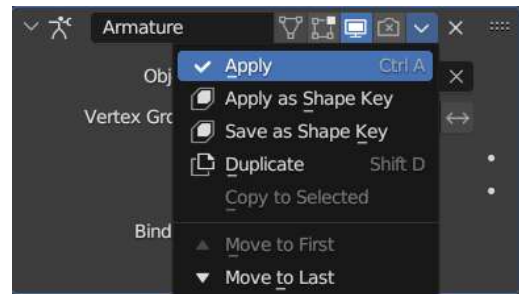 Armature
Obj
Apply Ctrl A
Apply as Shape Key
Vertex Gro
Save as Shape Key
Duplicate Shift D
Copy to Selected
Bind
Move to First
Move to Last